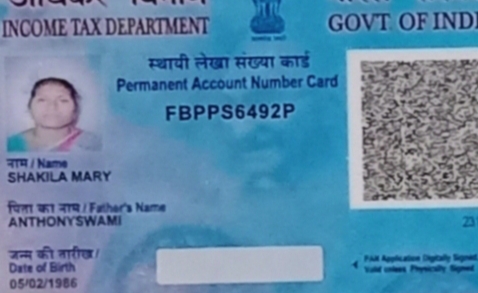 आयकर विभाग
INCOME TAX DEPARTMENT
GOVT. OF INDI
स्थायी लेखा संख्या कार्ड
Permanent Account Number Card
FBPPS6492P
नाम / Name
SHAKILA MARY
पिता का नाम / Father's Name
ANTHONYSWAMI
जन्म की तारीख /
Date of Birth
05/02/1986
23
PAN Application Digitally Signed
Valid unless Physically Signed